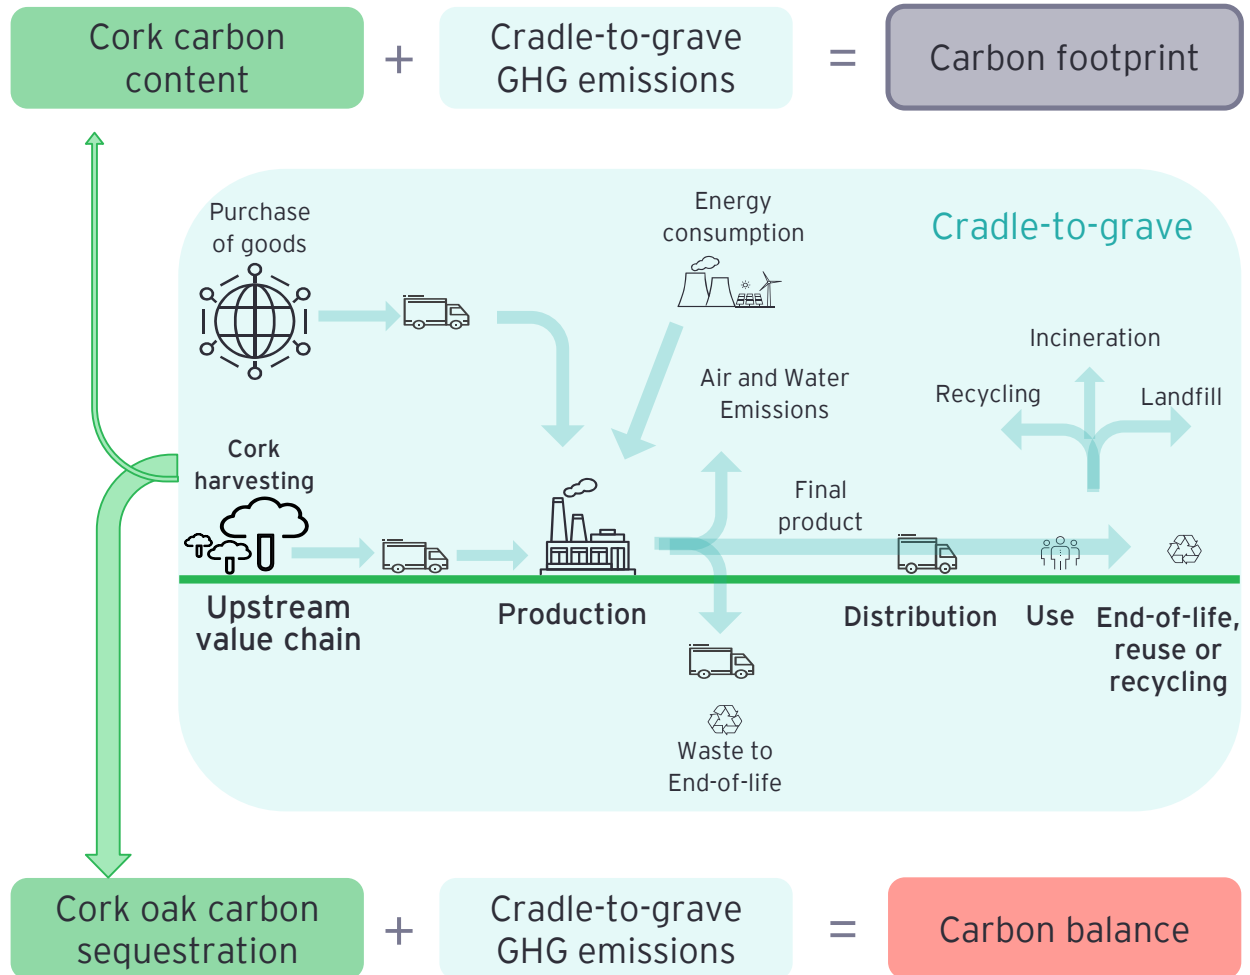 Cork carbon
content
+
Cradle-to-grave
GHG emissions
=
Carbon footprint
Cradle-to-grave
Purchase
of goods
Energy
consumption
Air and Water
Emissions
Incineration
Recycling
Landfill
Cork
harvesting
Final
product
Upstream
value chain
Production
Distribution
Use
End-of-life,
reuse or
recycling
Waste to
End-of-life
Cork oak carbon
sequestration
+
Cradle-to-grave
GHG emissions
=
Carbon balance